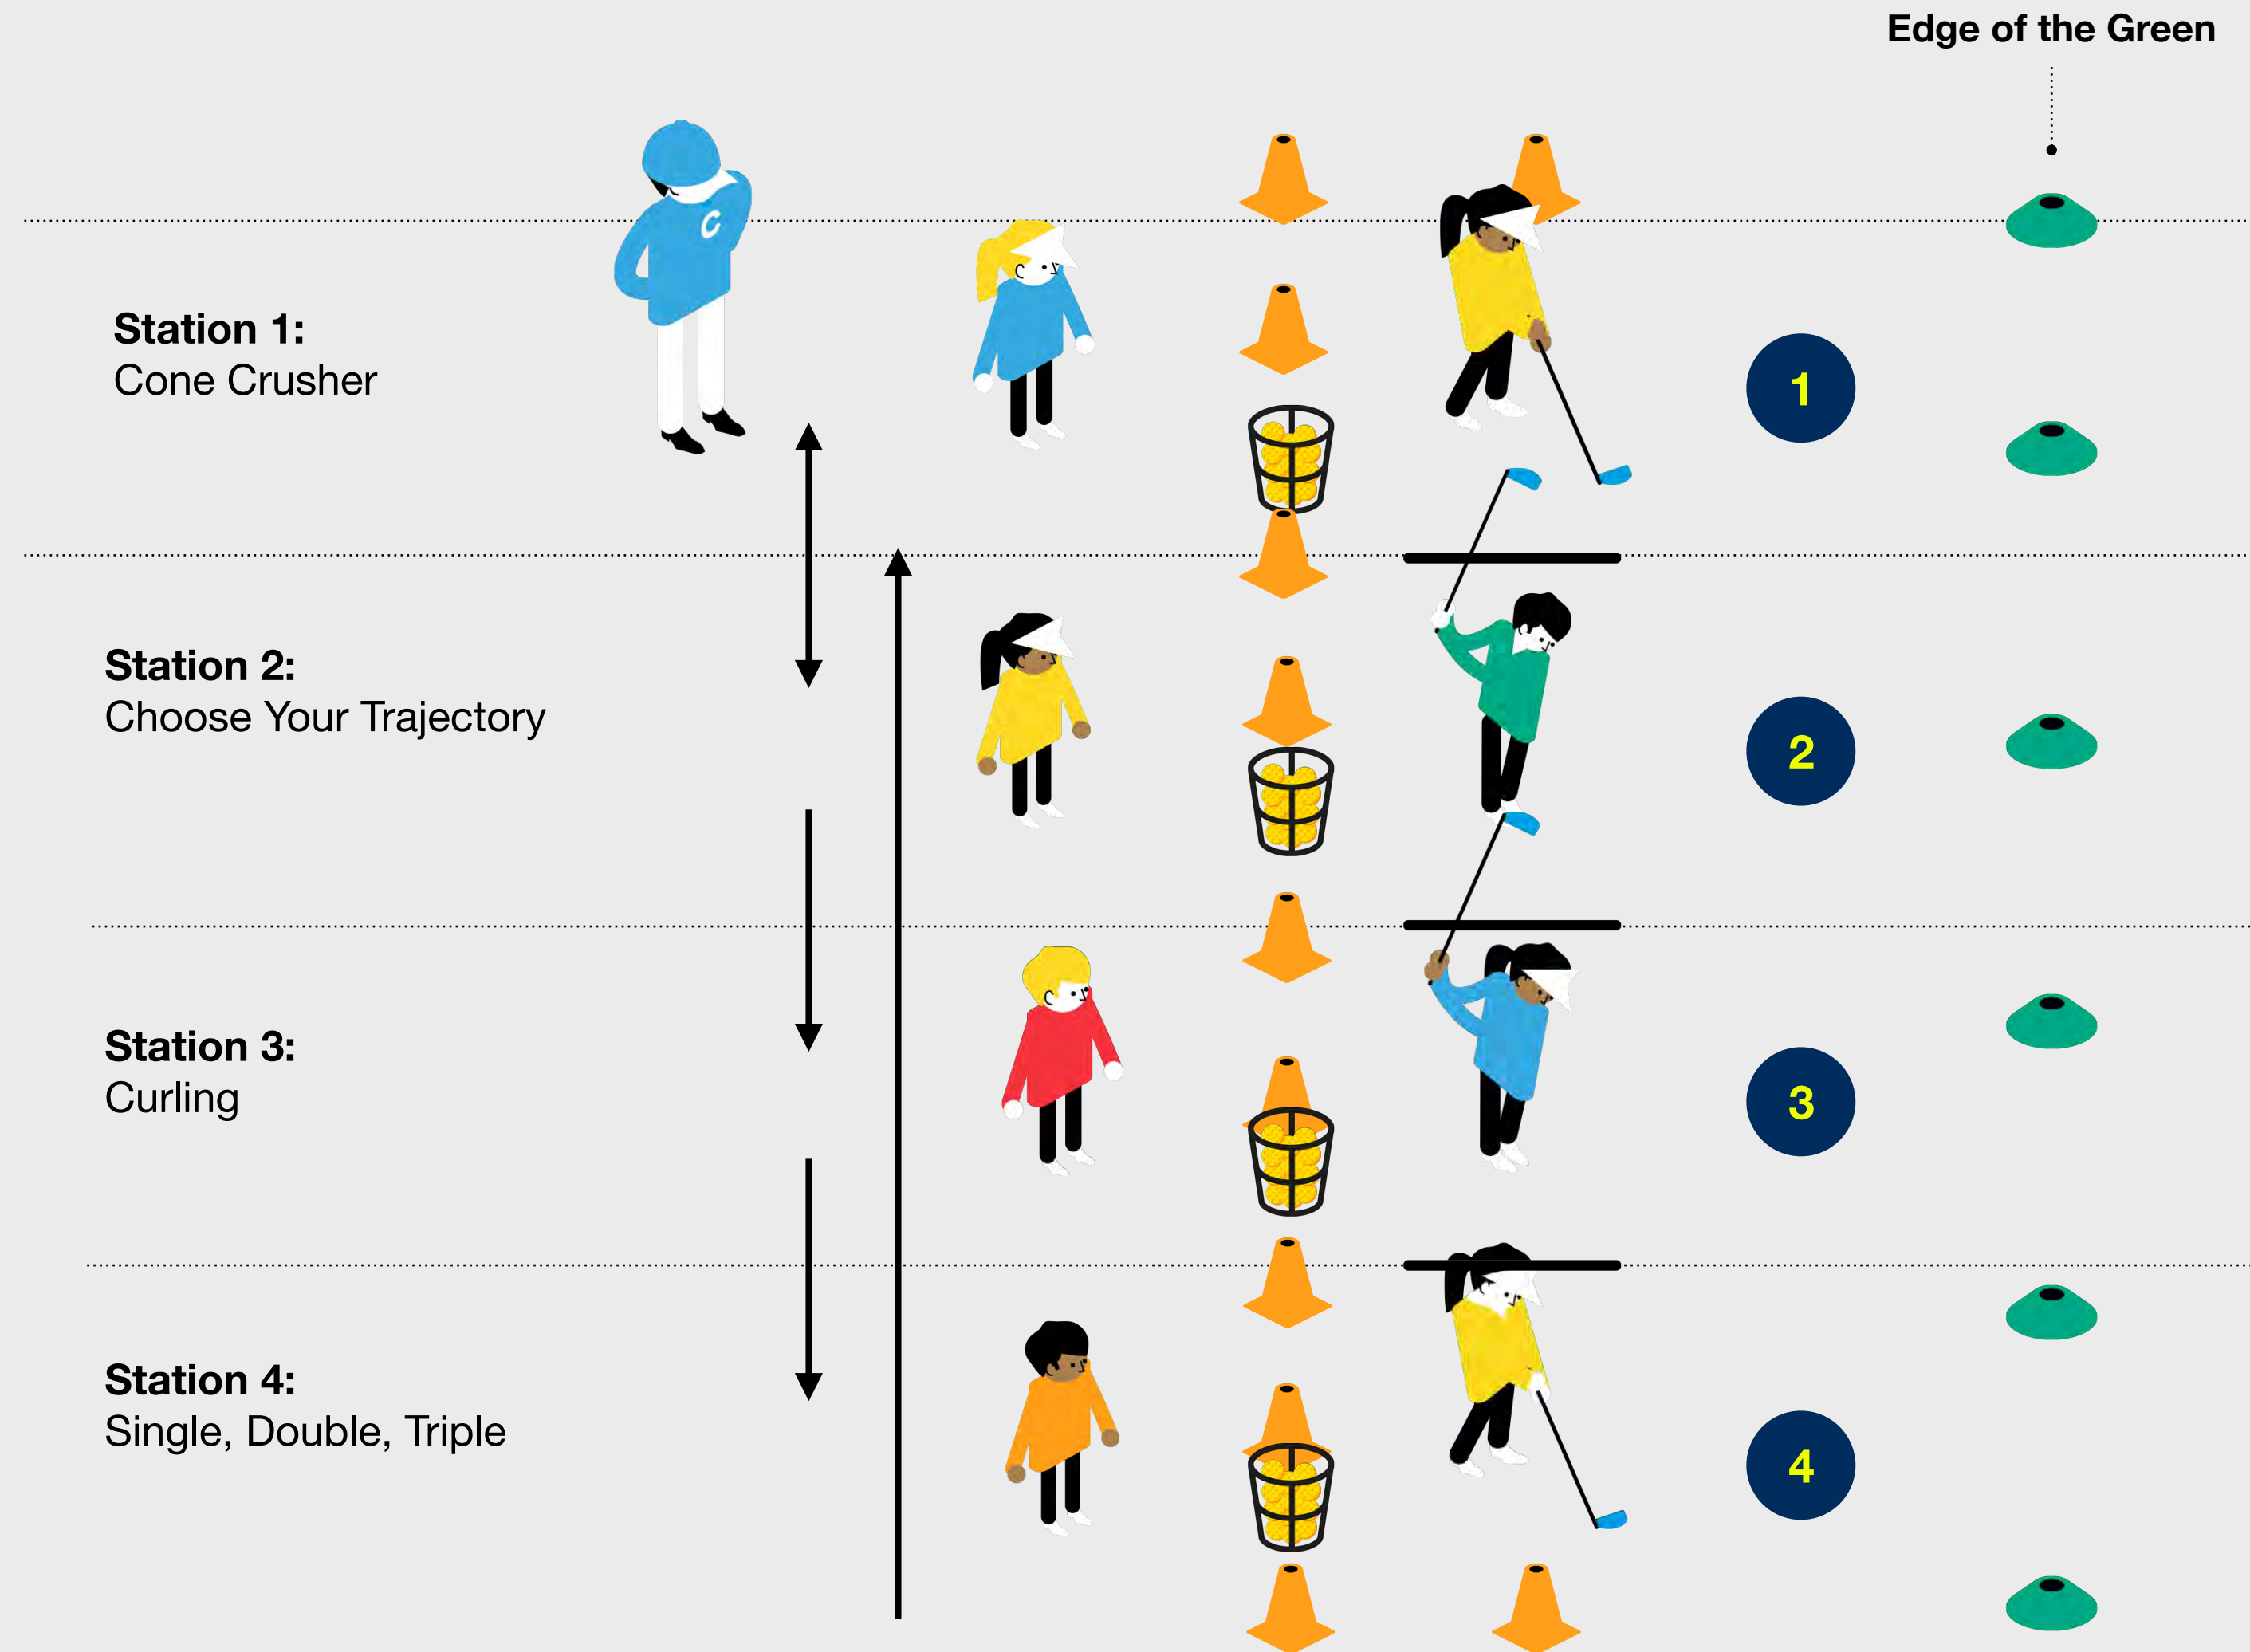 Edge of the Green
C
Station 1:
Cone Crusher
1
Station 2:
Choose Your Trajectory
2
Station 3:
Curling
3
Station 4:
Single, Double, Triple
4